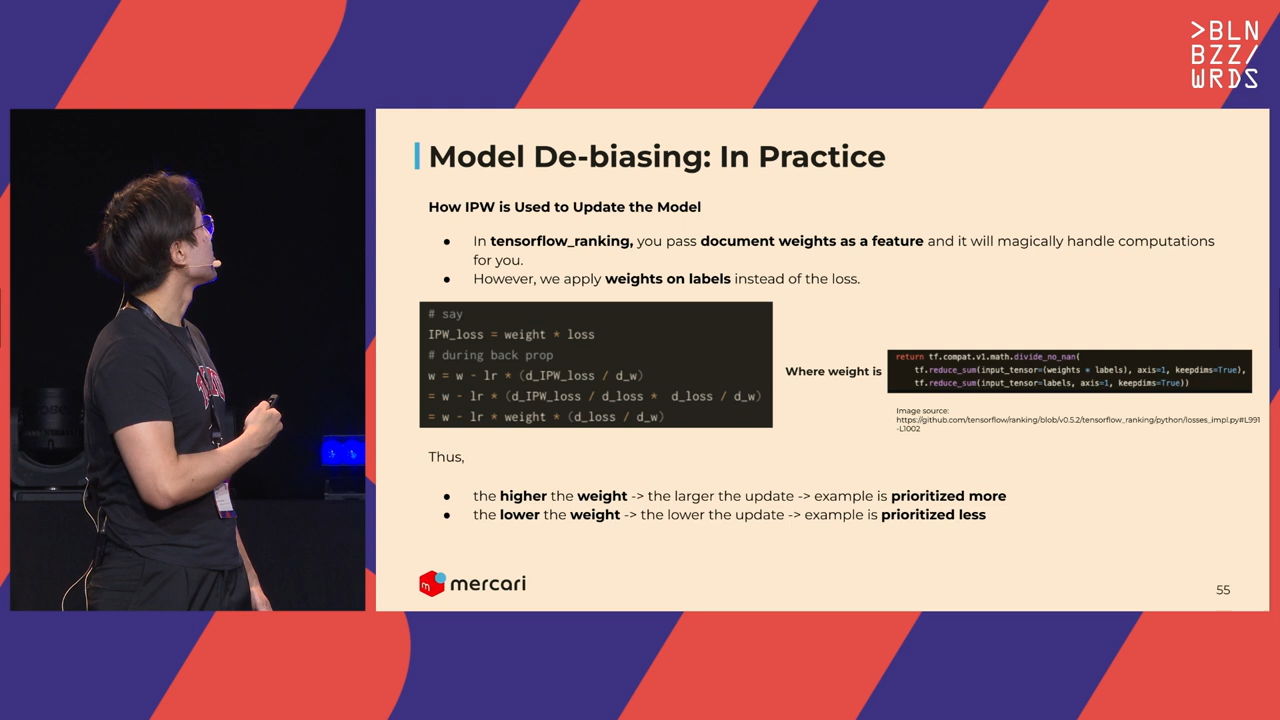 >BLN
BZZ/
WRDS
Model De-biasing: In Practice
How IPW is Used to Update the Model
● In tensorflow_ranking, you pass document weights as a feature and it will magically handle computations
for you.
● However, we apply weights on labels instead of the loss.
# say
IPW_loss = weight * loss
# during back prop
w = w - lr * (d_IPW_loss / d_w)
= w - lr * (d_IPW_loss / d_loss *  d_loss / d_w)
= w - lr * weight * (d_loss / d_w)
Where weight is
return tf.compat.v1.math.divide_no_nan(
tf.reduce_sum(input_tensor=(weights * labels), axis=1, keepdims=True),
tf.reduce_sum(input_tensor=labels, axis=1, keepdims=True))
Image source:
https://github.com/tensorflow/ranking/blob/v0.5.2/tensorflow_ranking/python/losses_impl.py#L991
-L1002
Thus,
● the higher the weight -> the larger the update -> example is prioritized more
● the lower the weight -> the lower the update -> example is prioritized less
mercari
55